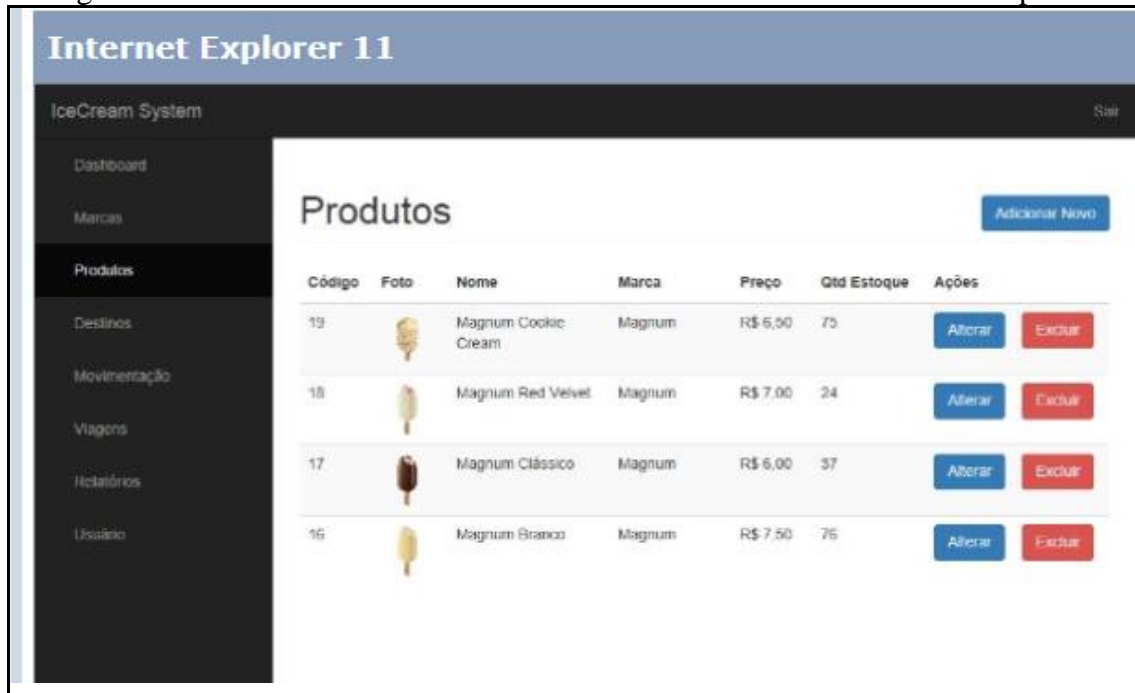 Internet Explorer 11
IceCream System Sair
Dashboard
Marcas
Produtos
Destinos
Movimentação
Viagens
Relatórios
Usuário
Produtos Adicionar Novo
Código Foto Nome Marca Preço Qtd Estoque Ações
19 Magnum Cookie Cream Magnum R$ 6,50 75 Alterar Excluir
18 Magnum Red Velvet Magnum R$ 7,00 24 Alterar Excluir
17 Magnum Clássico Magnum R$ 6,00 37 Alterar Excluir
16 Magnum Branco Magnum R$ 7,50 76 Alterar Excluir